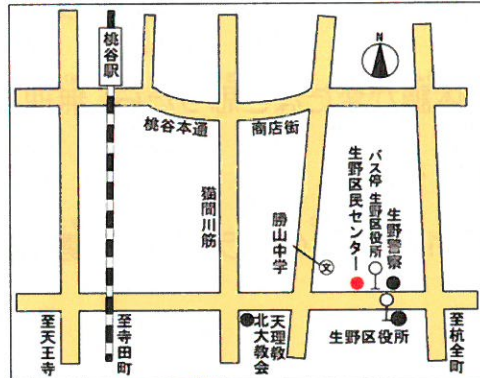 桃谷駅
N
桃谷本通
商店街
猫間川筋
勝山中学
文
生野区民センター
バス停 生野区役所
生野警察
至天王寺
至寺田町
天理教
北大教会
生野区役所
至杭全町